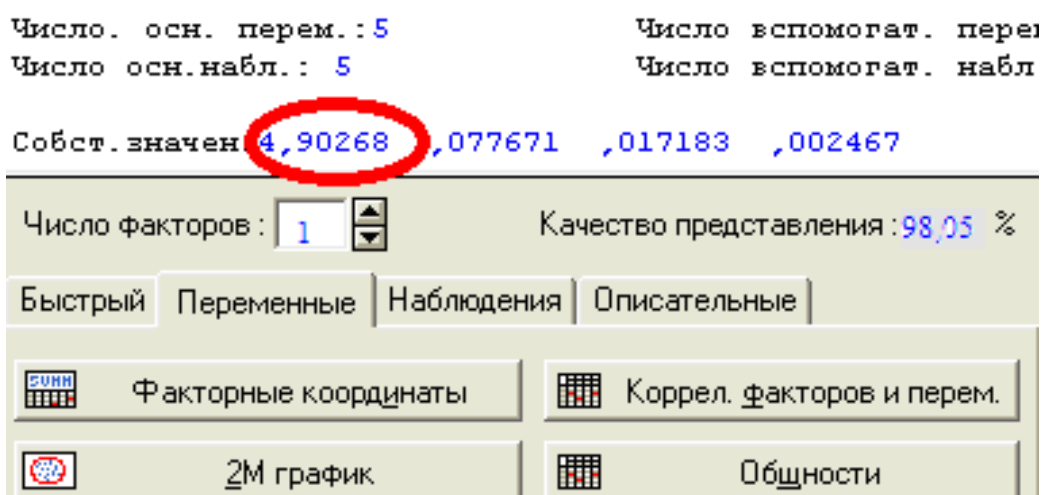 Число. осн. перем.:5 Число вспомогат.
Число осн.набл.: 5 Число вспомогат. набл
Собст.значен 4,90268 ,077671 ,017183 ,002467
Число факторов : 1 Качество представления :98,05 %
Быстрый Переменные Наблюдения Описательные
Факторные координаты Коррел. факторов и перем.
2М график Общности